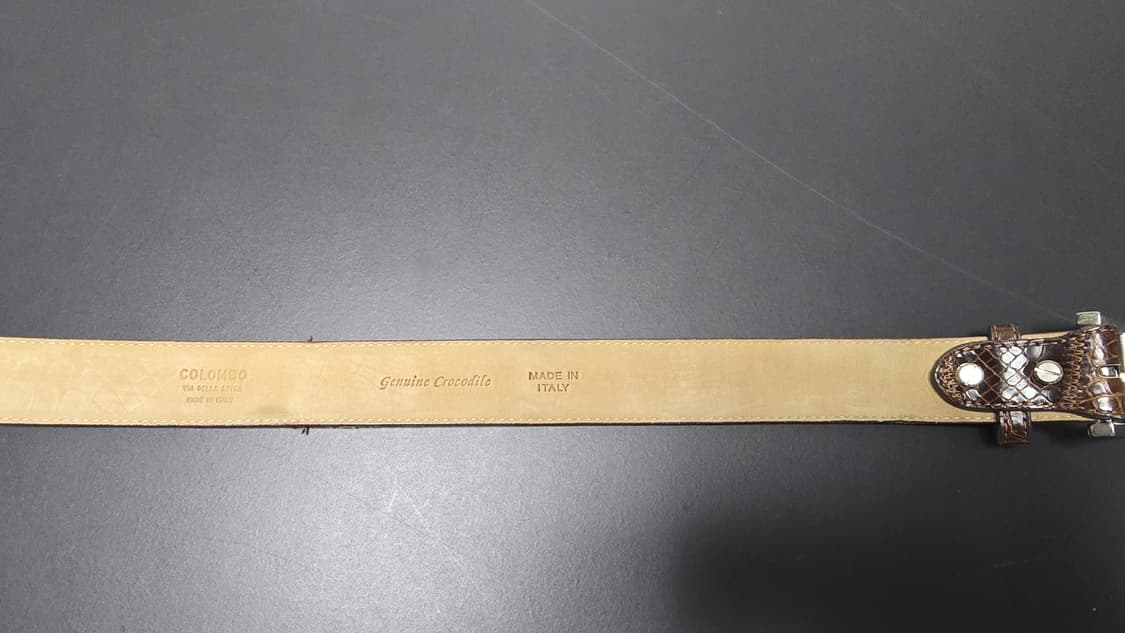 COLOMBO
VIA DELLA SPIGA
MADE IN ITALY
Genuine Crocodile
MADE IN
ITALY